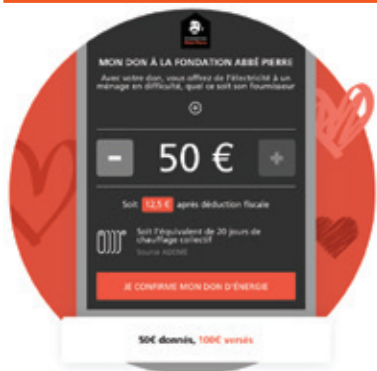 MON DON À LA FONDATION ABBÉ PIERRE
Avec votre don, vous offrez de l'électricité à un
ménage en difficulté, quel ce soit son fournisseur
+
- 50 € +
Soit 12,5 € après déduction fiscale
Soit l'équivalent de 20 jours de
chauffage collectif
Source ADEME
JE CONFIRME MON DON D'ÉNERGIE
50€ donnés, 100€ versés